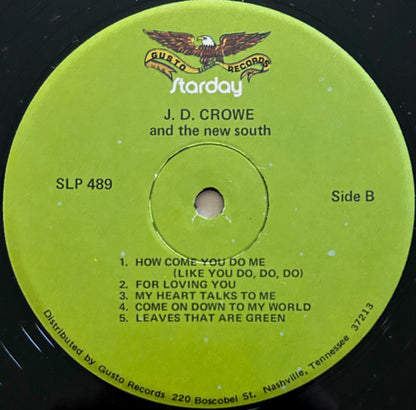 GUSTO RECORDS
Starday
J. D. CROWE
and the new south
SLP 489
Side B
1. HOW COME YOU DO ME
(LIKE YOU DO, DO, DO)
2. FOR LOVING YOU
3. MY HEART TALKS TO ME
4. COME ON DOWN TO MY WORLD
5. LEAVES THAT ARE GREEN
Distributed by Gusto Records 220 Boscobel St. Nashville, Tennessee 37213